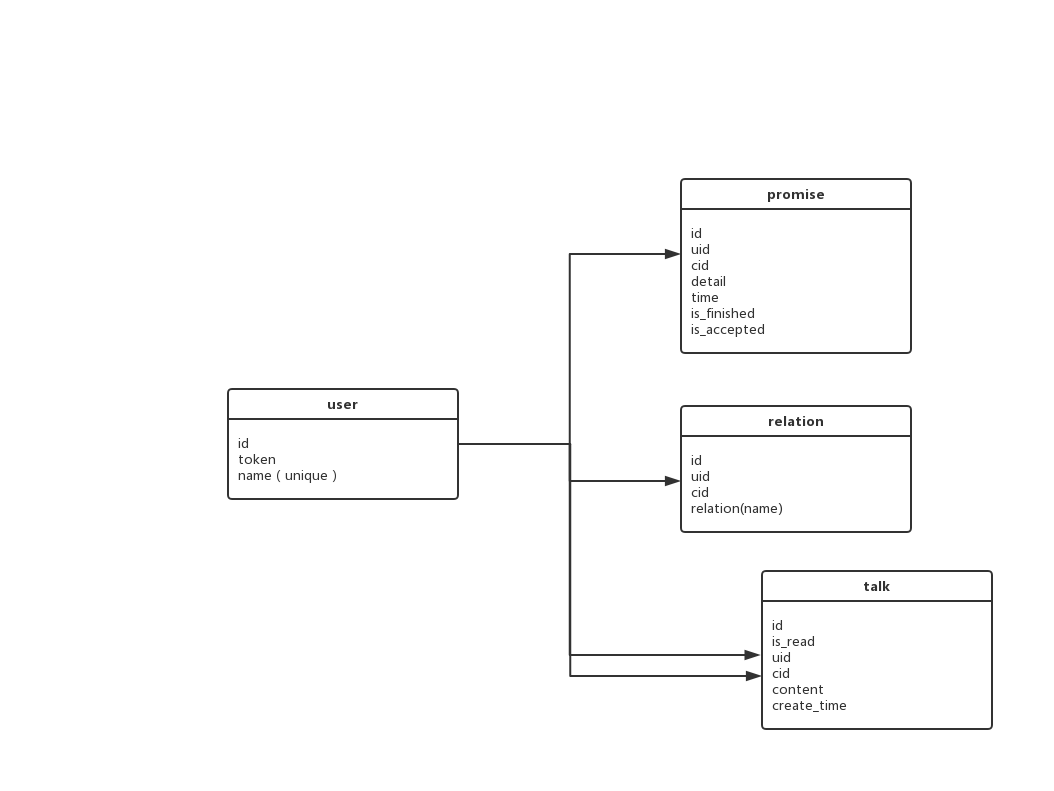 promise
id
uid
cid
detail
time
is_finished
is_accepted
user
id
token
name ( unique )
relation
id
uid
cid
relation(name)
talk
id
is_read
uid
cid
content
create_time